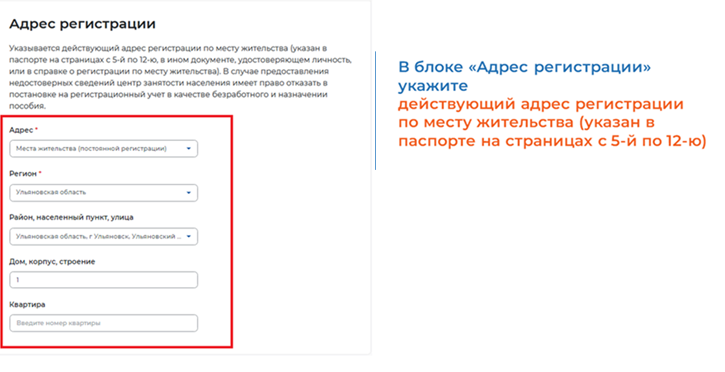 Адрес регистрации
Указывается действующий адрес регистрации по месту жительства (указан в
паспорте на страницах с 5-й по 12-ю, в ином документе, удостоверяющем личность,
или в справке о регистрации по месту жительства). В случае предоставления
недостоверных сведений центр занятости населения имеет право отказать в
постановке на регистрационный учет в качестве безработного и назначении
пособия.
Адрес *
Места жительства (постоянной регистрации)
Регион *
Ульяновская область
Район, населенный пункт, улица
Ульяновская область, г Ульяновск, Ульяновский ...
Дом, корпус, строение
1
Квартира
Введите номер квартиры
В блоке «Адрес регистрации»
укажите
действующий адрес регистрации
по месту жительства (указан в
паспорте на страницах с 5-й по 12-ю)